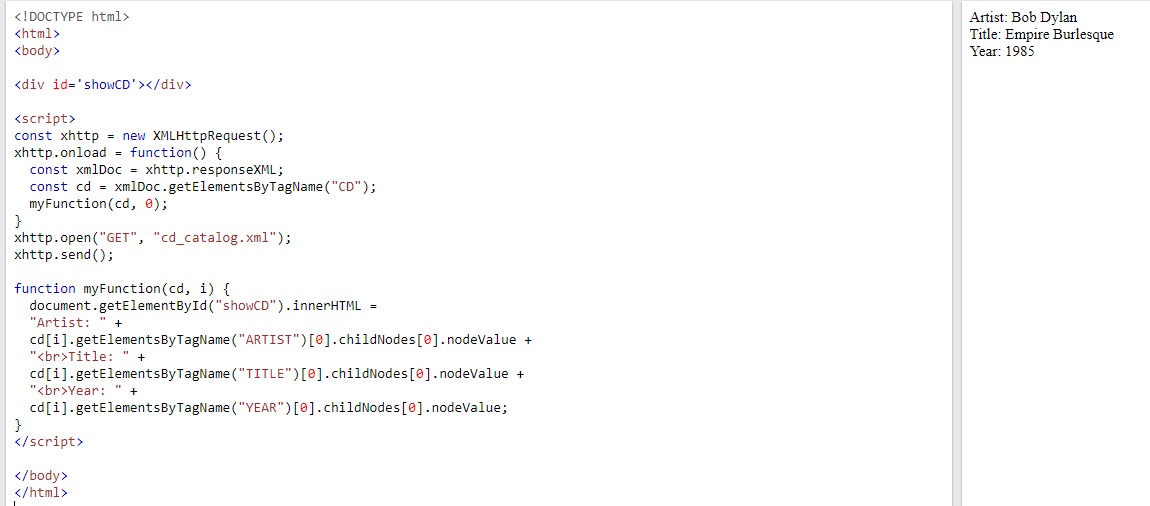 <!DOCTYPE html>
<html>
<body>
<div id='showCD'></div>
<script>
const xhttp = new XMLHttpRequest();
xhttp.onload = function() {
  const xmlDoc = xhttp.responseXML;
  const cd = xmlDoc.getElementsByTagName("CD");
  myFunction(cd, 0);
}
xhttp.open("GET", "cd_catalog.xml");
xhttp.send();
function myFunction(cd, i) {
  document.getElementById("showCD").innerHTML =
  "Artist: " +
  cd[i].getElementsByTagName("ARTIST")[0].childNodes[0].nodeValue +
  "<br>Title: " +
  cd[i].getElementsByTagName("TITLE")[0].childNodes[0].nodeValue +
  "<br>Year: " +
  cd[i].getElementsByTagName("YEAR")[0].childNodes[0].nodeValue;
}
</script>
</body>
</html>
Artist: Bob Dylan
Title: Empire Burlesque
Year: 1985